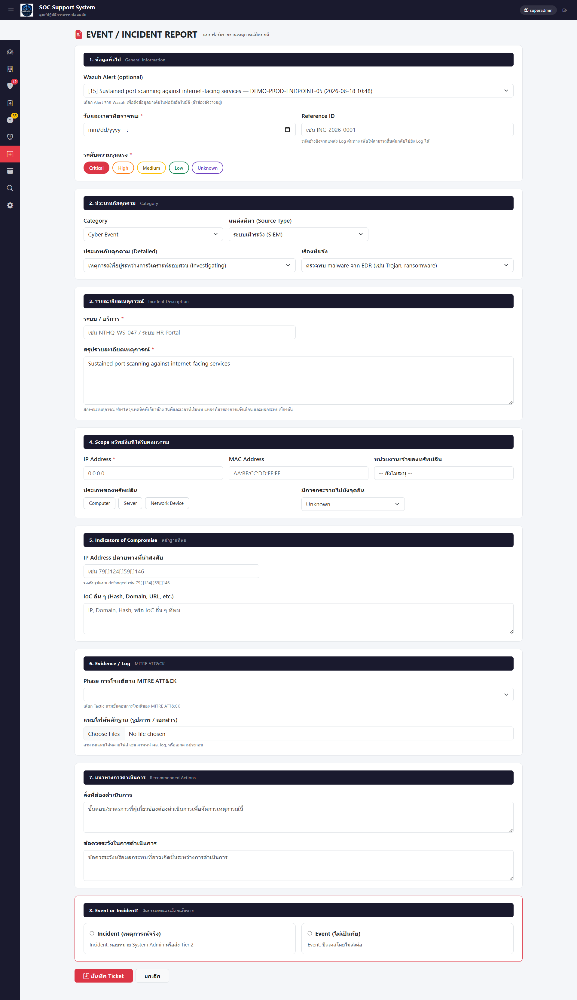 SOC Support System
ศูนย์ปฏิบัติการความปลอดภัย
superadmin
12
35
EVENT / INCIDENT REPORT แบบฟอร์มรายงานเหตุการณ์ผิดปกติ
1. ข้อมูลทั่วไป General Information
Wazuh Alert (optional)
[15] Sustained port scanning against internet-facing services — DEMO-PROD-ENDPOINT-05 (2026-06-18 10:48)
เลือก Alert จาก Wazuh เพื่อดึงข้อมูลมาเติมในฟอร์มอัตโนมัติ (ถ้าช่องยังว่างอยู่)
วันและเวลาที่ตรวจพบ * Reference ID
mm/dd/yyyy --:-- -- เช่น INC-2026-0001
รหัสอ้างอิงจากแหล่ง Log ต้นทาง เพื่อให้สามารถสืบค้นกลับไปยัง Log ได้
ระดับความรุนแรง *
Critical High Medium Low Unknown
2. ประเภทภัยคุกคาม Category
Category แหล่งที่มา (Source Type)
Cyber Event ระบบเฝ้าระวัง (SIEM)
ประเภทภัยคุกคาม (Detailed) เรื่องที่แจ้ง
เหตุการณ์ที่อยู่ระหว่างการวิเคราะห์สอบสวน (Investigating) ตรวจพบ malware จาก EDR (เช่น Trojan, ransomware)
3. รายละเอียดเหตุการณ์ Incident Description
ระบบ / บริการ *
เช่น NTHQ-WS-047 / ระบบ HR Portal
สรุปรายละเอียดเหตุการณ์ *
Sustained port scanning against internet-facing services
ลักษณะเหตุการณ์ ช่องโหว่/เทคนิคที่เกี่ยวข้อง วันที่และเวลาที่เริ่มพบ แหล่งที่มาของการแจ้งเตือน และผลกระทบเบื้องต้น
4. Scope ทรัพย์สินที่ได้รับผลกระทบ
IP Address * MAC Address หน่วยงานเจ้าของทรัพย์สิน
0.0.0.0 AA:BB:CC:DD:EE:FF -- ยังไม่ระบุ --
ประเภทของทรัพย์สิน มีการกระจายไปยังจุดอื่น
Computer Server Network Device Unknown
5. Indicators of Compromise หลักฐานที่พบ
IP Address ปลายทางที่น่าสงสัย
เช่น 79[.]124[.]59[.]146
รองรับรูปแบบ defanged เช่น 79[.]124[.]59[.]146
IoC อื่น ๆ (Hash, Domain, URL, etc.)
IP, Domain, Hash, หรือ IoC อื่น ๆ ที่พบ
6. Evidence / Log MITRE ATT&CK
Phase การโจมตีตาม MITRE ATT&CK
---------
เลือก Tactic ตามขั้นตอนการโจมตีของ MITRE ATT&CK
แนบไฟล์หลักฐาน (รูปภาพ / เอกสาร)
Choose Files No file chosen
สามารถแนบได้หลายไฟล์ เช่น ภาพหน้าจอ, log, หรือเอกสารประกอบ
7. แนวทางการดำเนินการ Recommended Actions
สิ่งที่ต้องดำเนินการ
ขั้นตอน/มาตรการที่ผู้เกี่ยวข้องต้องดำเนินการเพื่อจัดการเหตุการณ์นี้
ข้อควรระวังในการดำเนินการ
ข้อควรระวังหรือผลกระทบที่อาจเกิดขึ้นระหว่างการดำเนินการ
8. Event or Incident? จัดประเภทและเลือกเส้นทาง
Incident (เหตุการณ์จริง) Event (ไม่เป็นภัย)
Incident: มอบหมาย System Admin หรือส่ง Tier 2 Event: ปิดเคสโดยไม่ส่งต่อ
บันทึก Ticket ยกเลิก